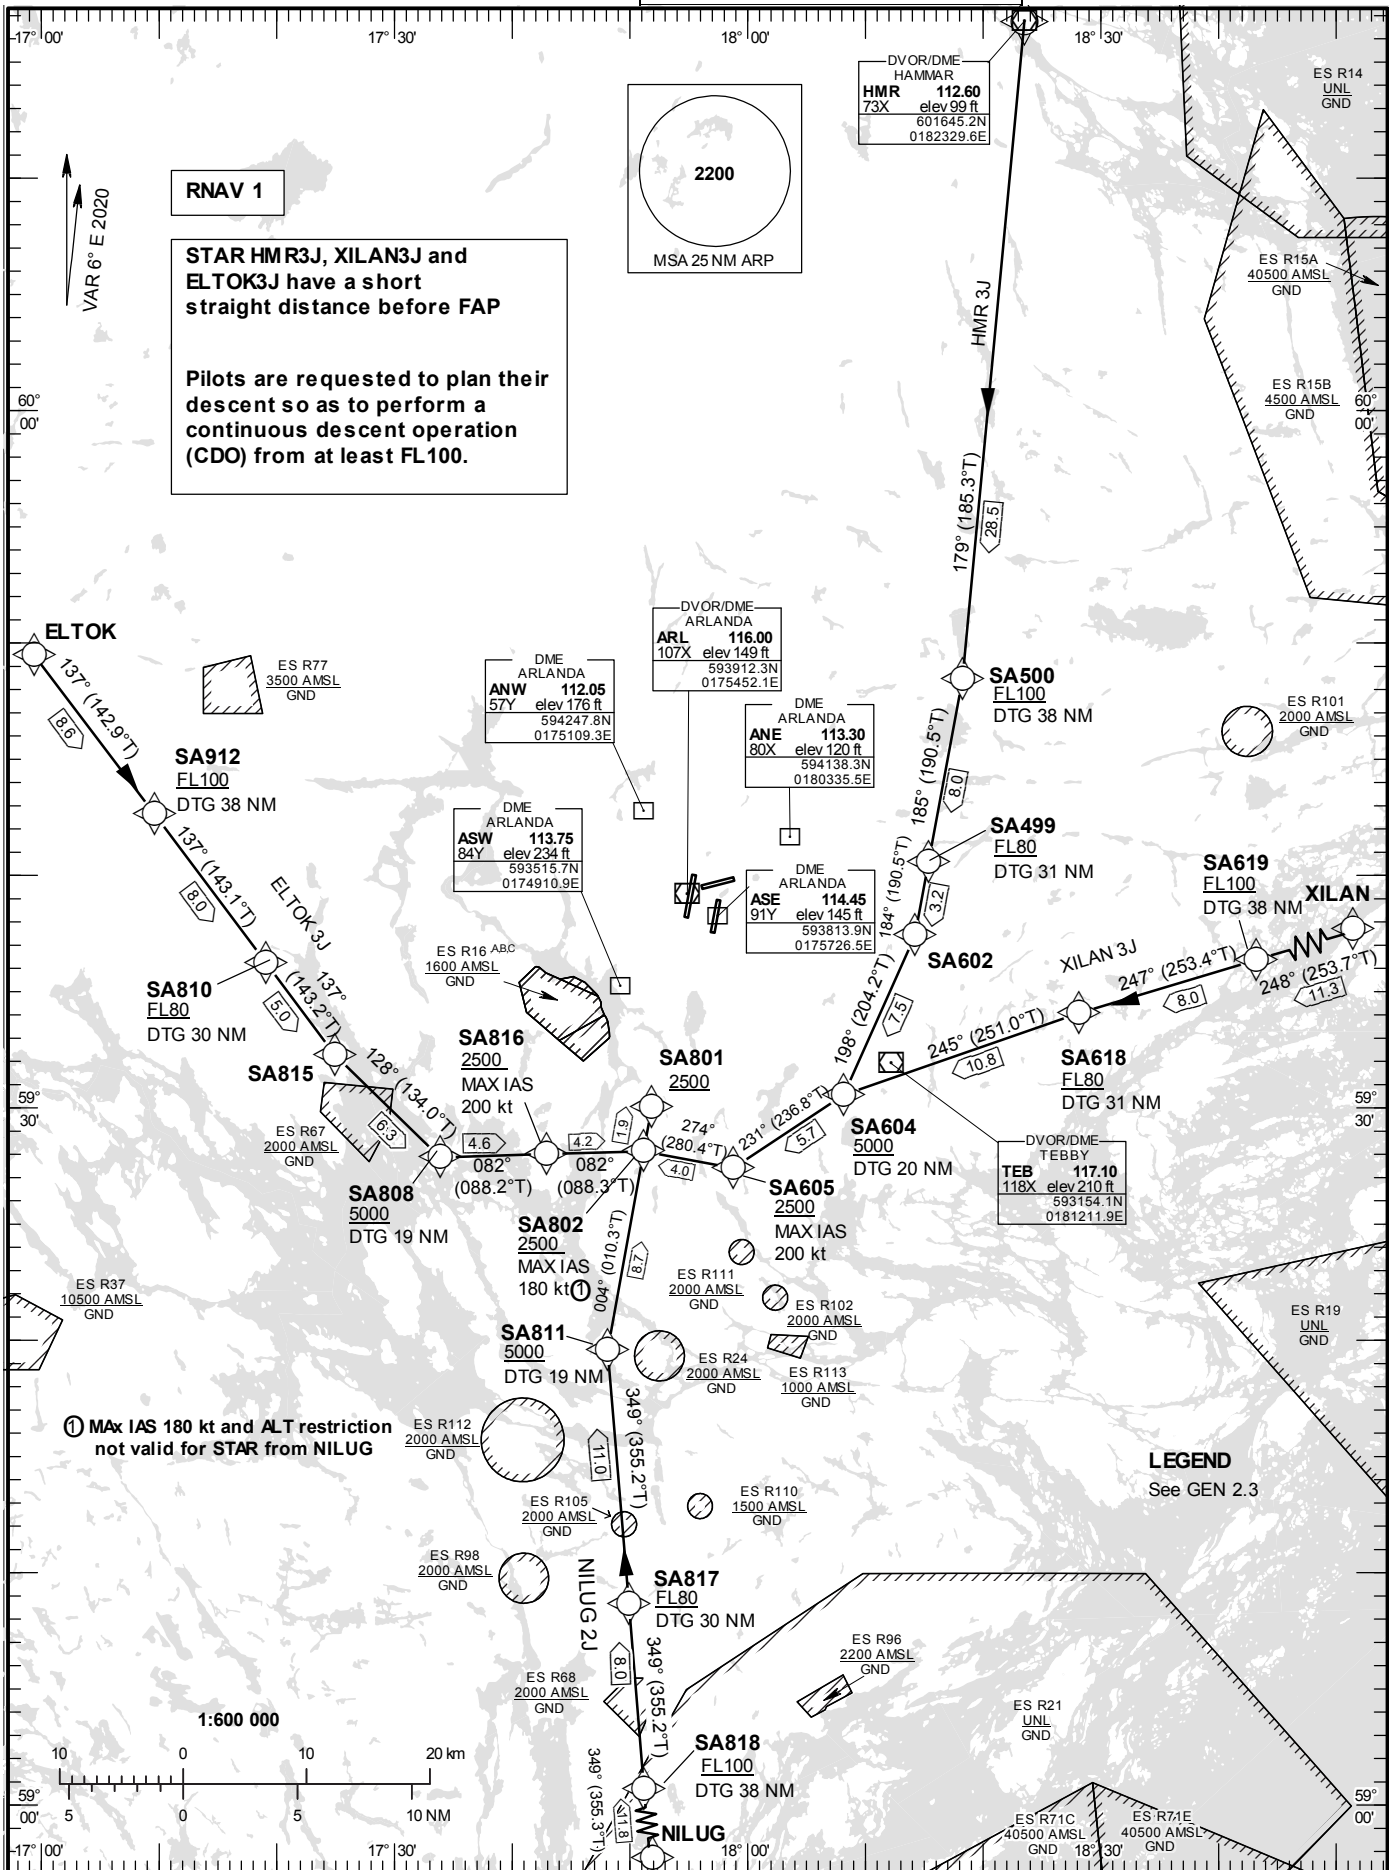 17° 00'
17° 30'
18° 00'
18° 30'
DVOR/DME
HAMMAR
HMR 112.60
73X elev 99 ft
601645.2N
0182329.6E
ES R14
UNL
GND
2200
MSA 25 NM ARP
VAR 6° E 2020
RNAV 1
STAR HMR3J, XILAN3J and
ELTOK3J have a short
straight distance before FAP
Pilots are requested to plan their
descent so as to perform a
continuous descent operation
(CDO) from at least FL100.
ES R15A
40500 AMSL
GND
HMR 3J
ES R15B
4500 AMSL
GND
60°
00'
60°
00'
179° (185.3°T)
28.5
ELTOK
137° (142.9°T)
8.6
ES R77
3500 AMSL
GND
DVOR/DME
ARLANDA
ARL 116.00
107X elev 149 ft
593912.3N
0175452.1E
DME
ARLANDA
ANW 112.05
57Y elev 176 ft
594247.8N
0175109.3E
DME
ARLANDA
ANE 113.30
80X elev 120 ft
594138.3N
0180335.5E
SA500
FL100
DTG 38 NM
ES R101
2000 AMSL
GND
SA912
FL100
DTG 38 NM
185° (190.5°T)
8.0
DME
ARLANDA
ASW 113.75
84Y elev 234 ft
593515.7N
0174910.9E
SA499
FL80
DTG 31 NM
137° (143.1°T)
8.0
ELTOK 3J
DME
ARLANDA
ASE 114.45
91Y elev 145 ft
593813.9N
0175726.5E
184° (190.5°T)
3.2
SA619
FL100
DTG 38 NM
XILAN
ES R16 ABC
1600 AMSL
GND
SA602
XILAN 3J
247° (253.4°T)
8.0
248° (253.7°T)
11.3
SA810
FL80
DTG 30 NM
137°
(143.2°T)
5.0
198° (204.2°T)
7.5
245° (251.0°T)
10.8
SA816
2500
MAX IAS
200 kt
SA801
2500
SA618
FL80
DTG 31 NM
SA815
128° (134.0°T)
6.3
59°
30'
59°
30'
ES R67
2000 AMSL
GND
4.6
082°
(088.2°T)
4.2
082°
(088.3°T)
1.9
274°
(280.4°T)
4.0
231° (236.8°T)
5.7
SA604
5000
DTG 20 NM
DVOR/DME
TEBBY
TEB 117.10
118X elev 210 ft
593154.1N
0181211.9E
SA808
5000
DTG 19 NM
SA802
2500
MAX IAS
180 kt ①
SA605
2500
MAX IAS
200 kt
004° (010.3°T)
8.7
ES R111
2000 AMSL
GND
ES R37
10500 AMSL
GND
ES R102
2000 AMSL
GND
ES R19
UNL
GND
SA811
5000
DTG 19 NM
ES R24
2000 AMSL
GND
ES R113
1000 AMSL
GND
① MAx IAS 180 kt and ALT restriction
not valid for STAR from NILUG
ES R112
2000 AMSL
GND
349° (355.2°T)
11.0
LEGEND
See GEN 2.3
ES R105
2000 AMSL
GND
ES R110
1500 AMSL
GND
ES R98
2000 AMSL
GND
NILUG 2J
SA817
FL80
DTG 30 NM
349° (355.2°T)
8.0
ES R96
2200 AMSL
GND
ES R68
2000 AMSL
GND
ES R21
UNL
GND
1:600 000
10 0 10 20 km
5 0 5 10 NM
SA818
FL100
DTG 38 NM
349° (355.3°T)
11.8
NILUG
59°
00'
59°
00'
ES R71C
40500 AMSL
GND
ES R71E
40500 AMSL
GND
17° 00'
17° 30'
18° 00'
18° 30'